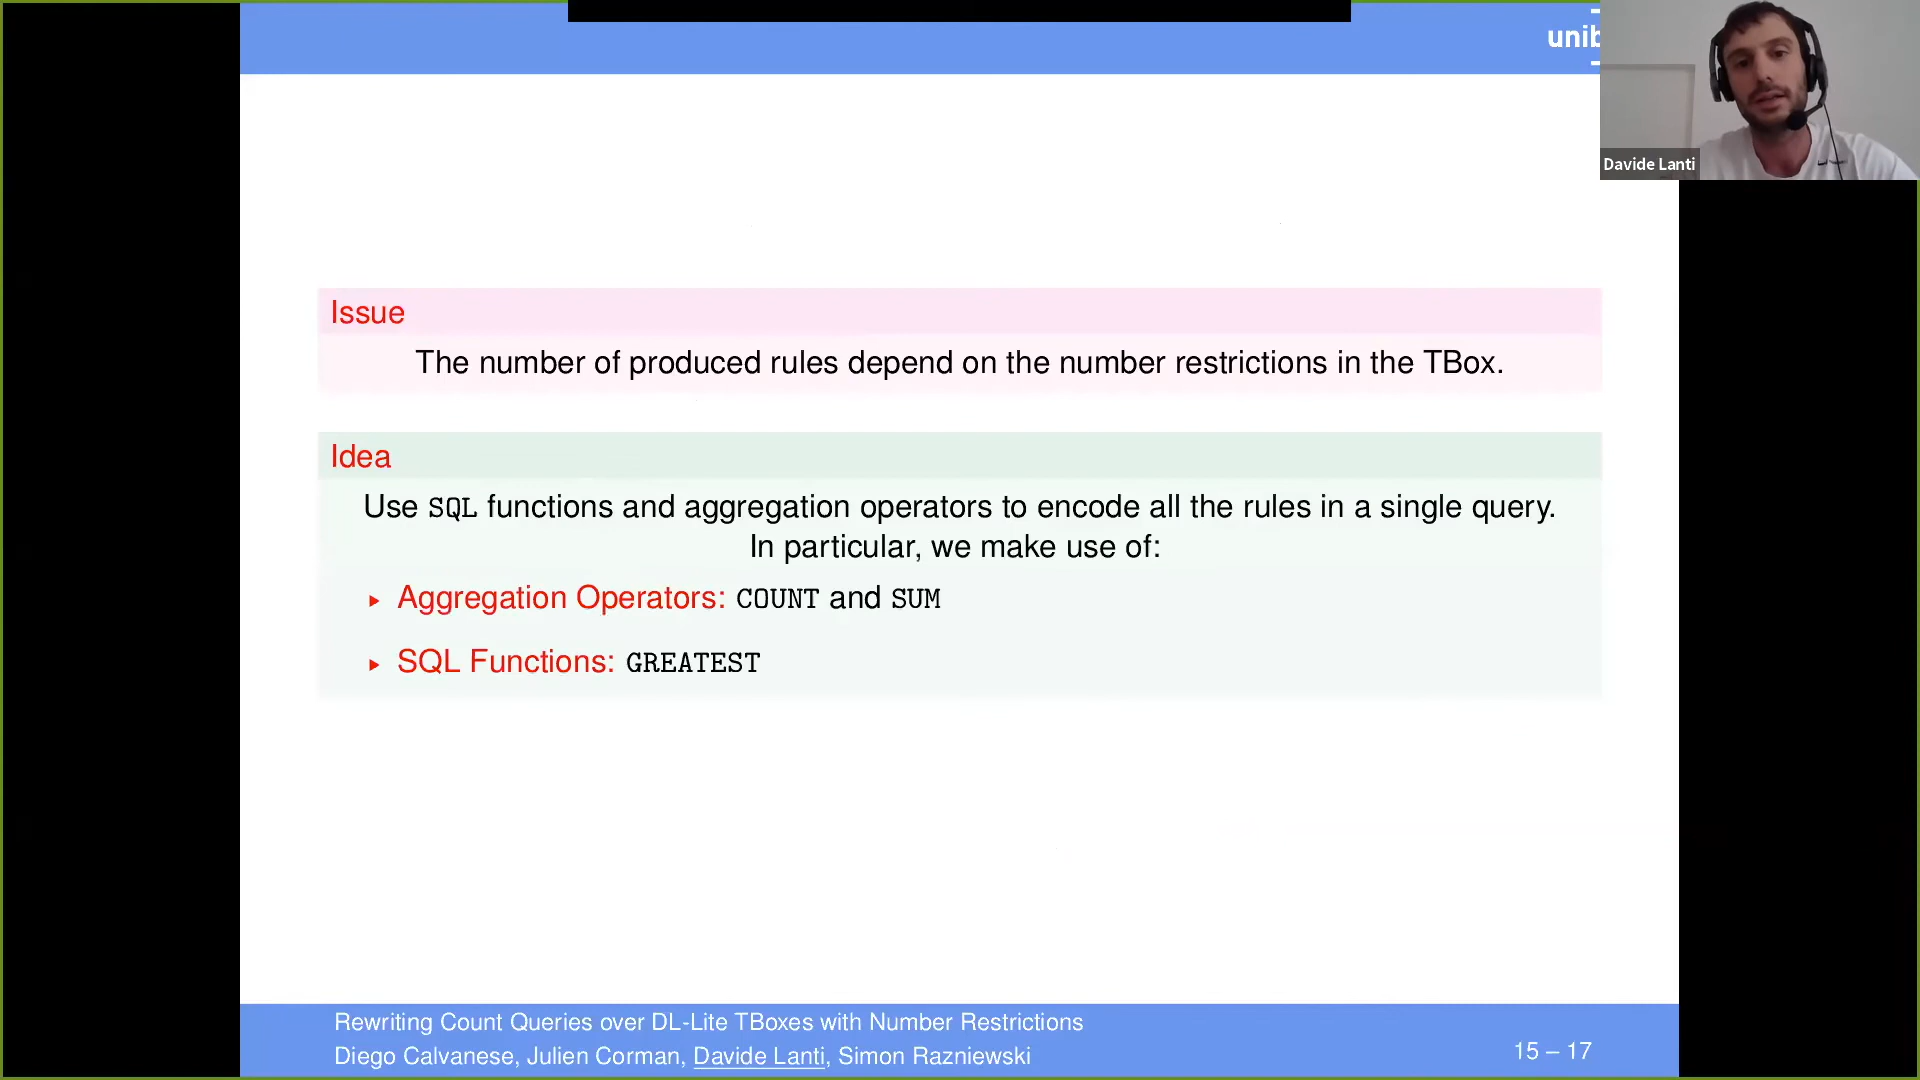 unib
Davide Lanti
Issue
The number of produced rules depend on the number restrictions in the TBox.
Idea
Use SQL functions and aggregation operators to encode all the rules in a single query.
In particular, we make use of:
▸ Aggregation Operators: COUNT and SUM
▸ SQL Functions: GREATEST
Rewriting Count Queries over DL-Lite TBoxes with Number Restrictions
Diego Calvanese, Julien Corman, Davide Lanti, Simon Razniewski
15 – 17